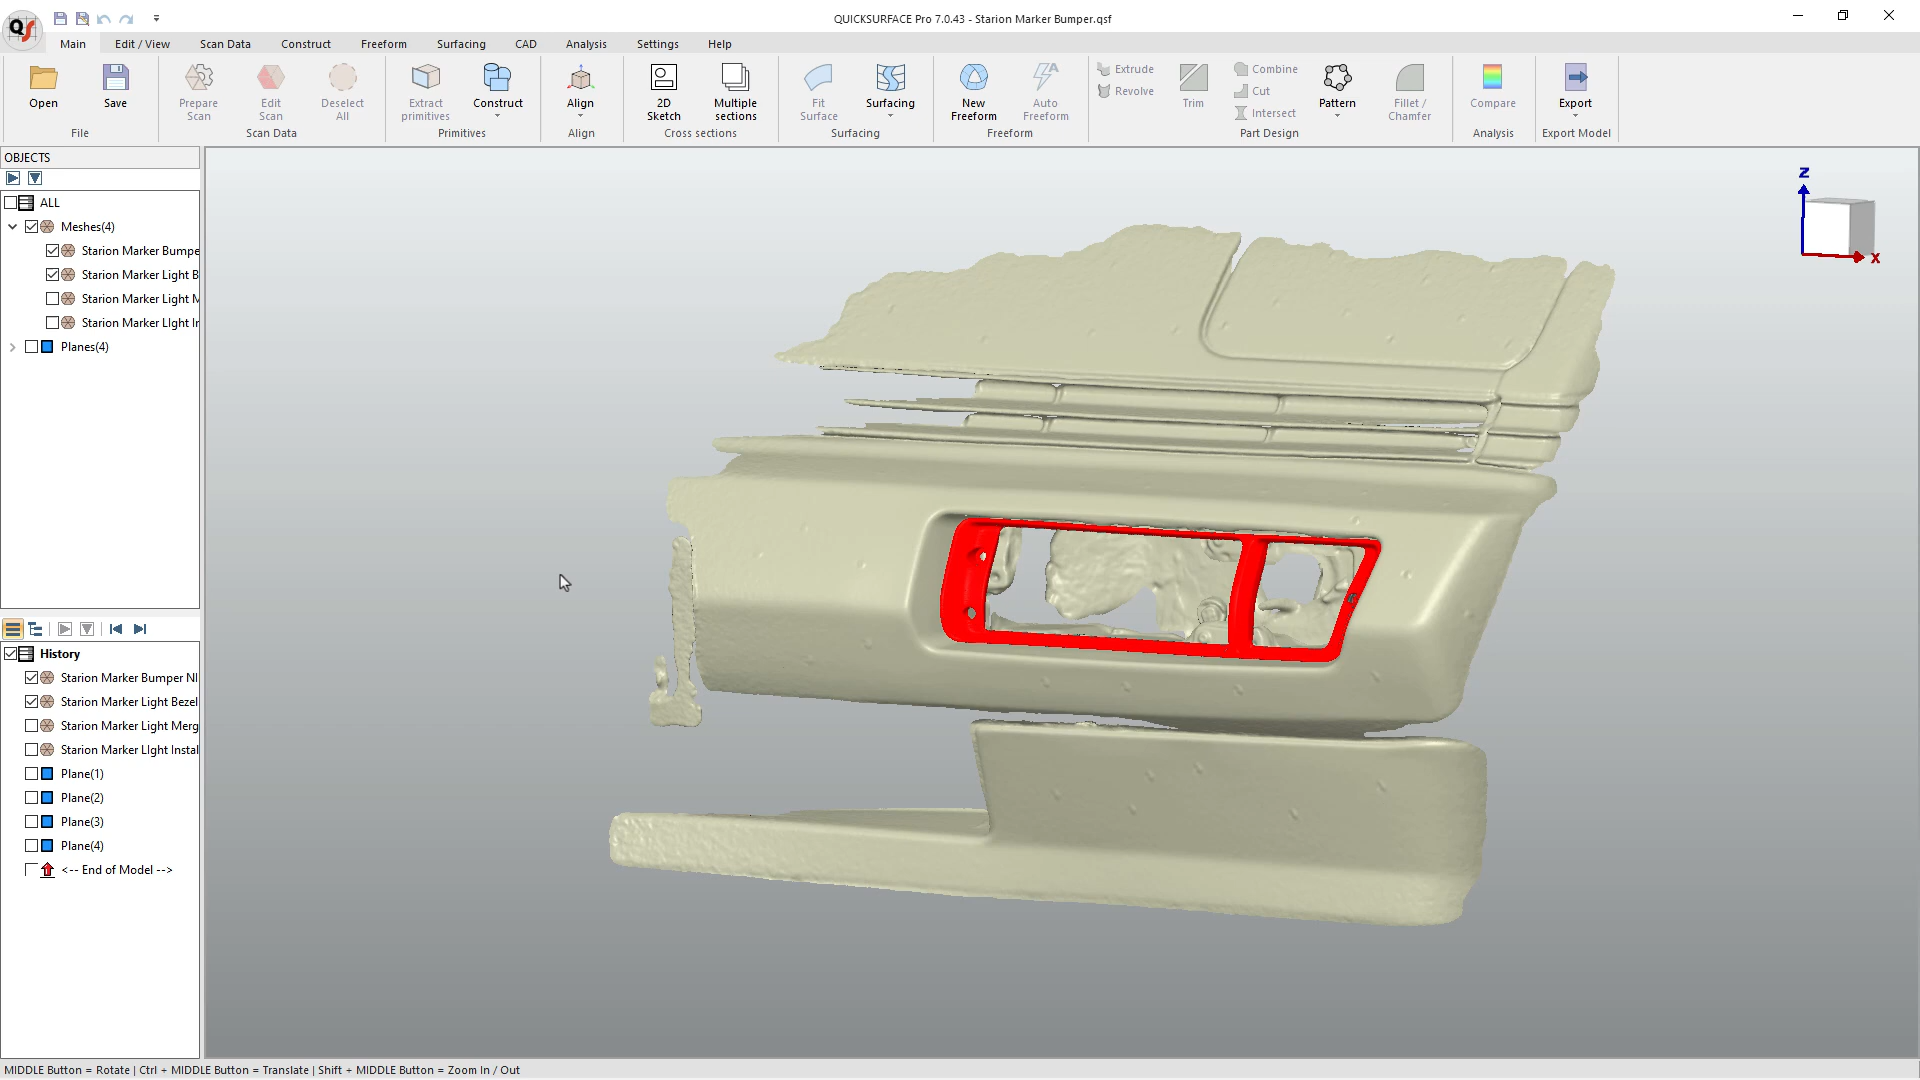 QUICKSURFACE Pro 7.0.43 - Starion Marker Bumper.qsf
QS
Main Edit / View Scan Data Construct Freeform Surfacing CAD Analysis Settings Help
Open Save Prepare Scan Edit Scan Deselect All Extract primitives Construct Align 2D Sketch Multiple sections Fit Surface Surfacing New Freeform Auto Freeform Extrude Revolve Trim Combine Cut Intersect Pattern Fillet / Chamfer Compare Export
File Scan Data Primitives Align Cross sections Surfacing Freeform Part Design Analysis Export Model
OBJECTS
ALL
Meshes(4)
Starion Marker Bumpe
Starion Marker Light B
Starion Marker Light M
Starion Marker LIght Ir
Planes(4)
History
Starion Marker Bumper NI
Starion Marker Light Bezel
Starion Marker Light Merg
Starion Marker LIght Instal
Plane(1)
Plane(2)
Plane(3)
Plane(4)
<-- End of Model -->
Z
X
MIDDLE Button = Rotate | Ctrl + MIDDLE Button = Translate | Shift + MIDDLE Button = Zoom In / Out